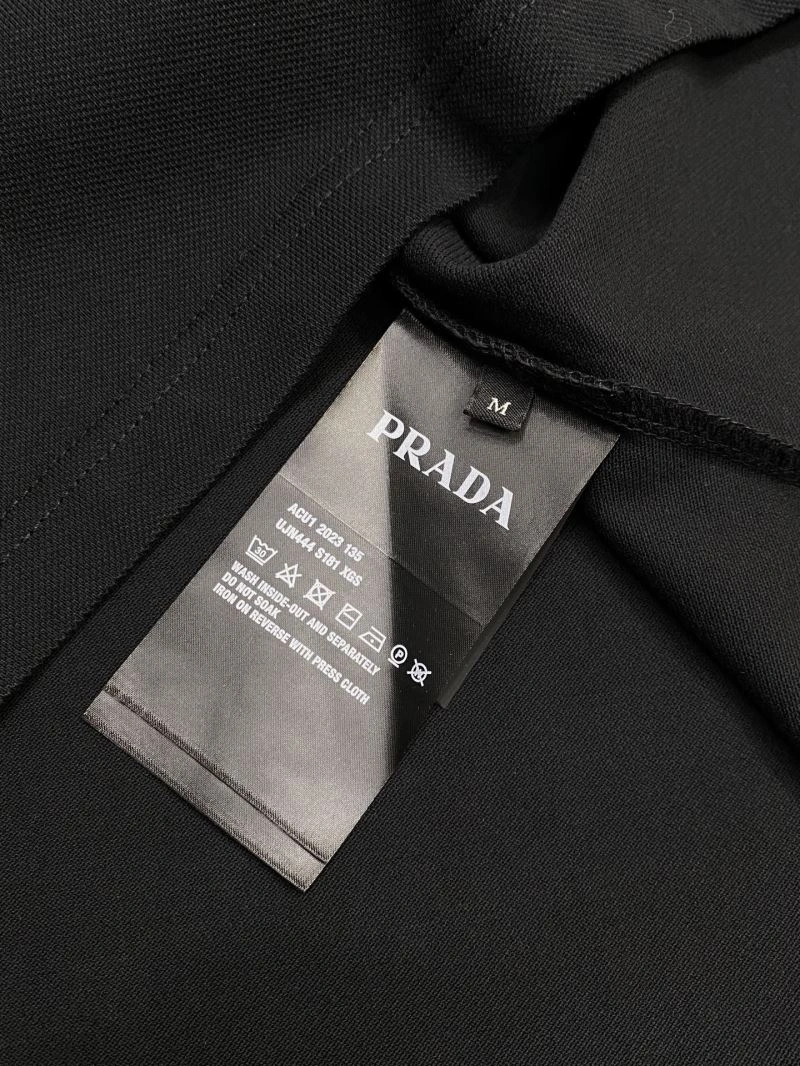 M
PRADA
ACU1 2023 135
UJN444 S181 XGS
30
P
WASH INSIDE-OUT AND SEPARATELY
DO NOT SOAK
IRON ON REVERSE WITH PRESS CLOTH